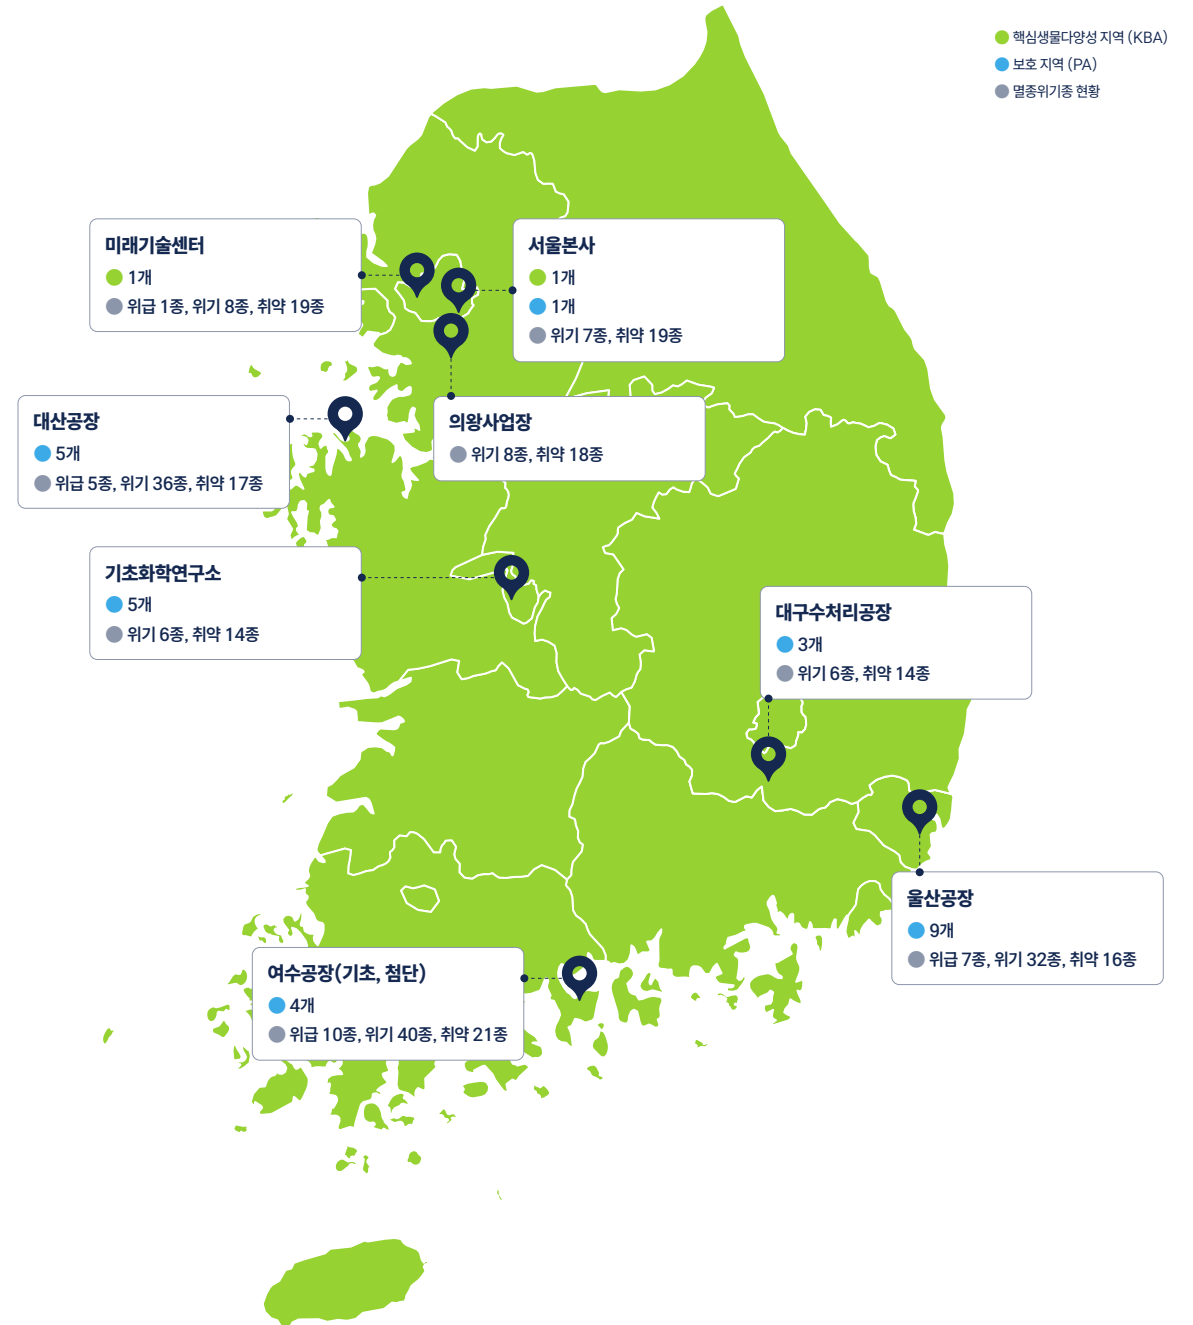 핵심생물다양성 지역 (KBA)
보호 지역 (PA)
멸종위기종 현황
미래기술센터
1개
위급 1종, 위기 8종, 취약 19종
서울본사
1개
1개
위기 7종, 취약 19종
대산공장
5개
위급 5종, 위기 36종, 취약 17종
의왕사업장
위기 8종, 취약 18종
기초화학연구소
5개
위기 6종, 취약 14종
대구수처리공장
3개
위기 6종, 취약 14종
울산공장
9개
위급 7종, 위기 32종, 취약 16종
여수공장(기초, 첨단)
4개
위급 10종, 위기 40종, 취약 21종